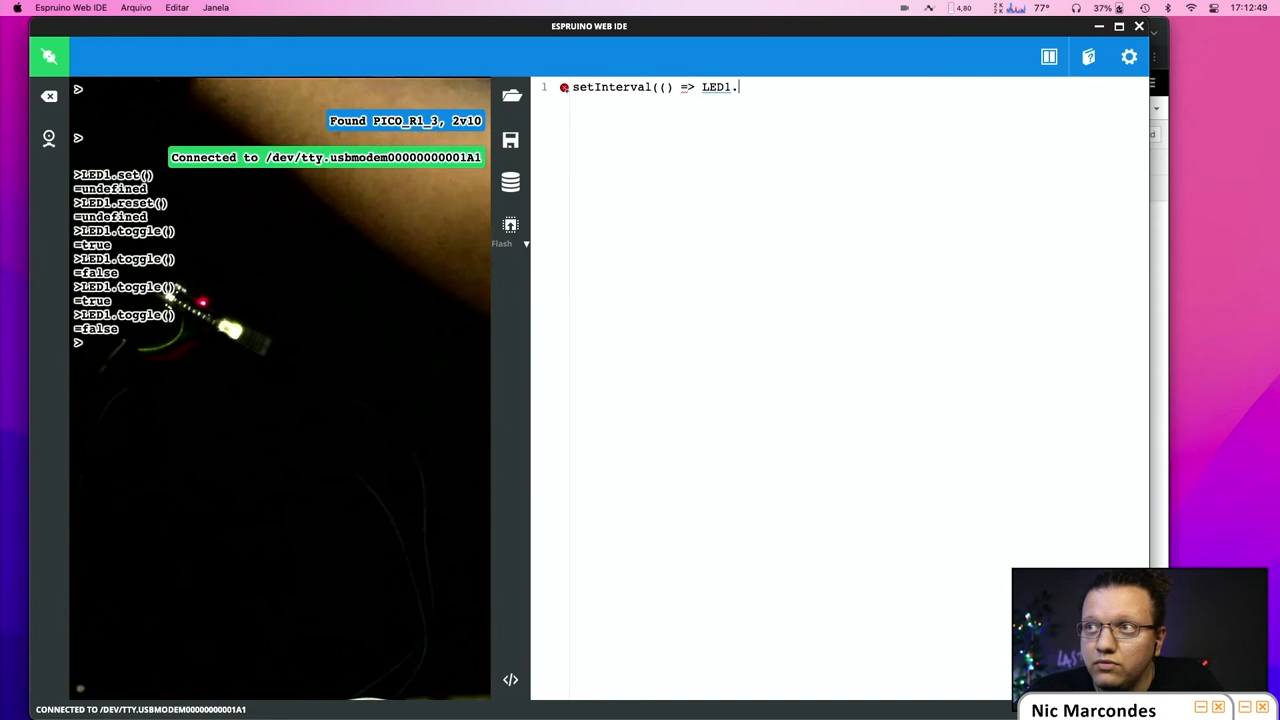 Espruino Web IDE Arquivo Editar Janela
4,80
77°
37%
17:12:49
ESPRUINO WEB IDE
>
Found PICO_R1_3, 2v10
>
Connected to /dev/tty.usbmodem00000000001A1
>LED1.set()
=undefined
>LED1.reset()
=undefined
>LED1.toggle()
=true
>LED1.toggle()
=false
>LED1.toggle()
=true
>LED1.toggle()
=false
>
Flash
1 setInterval(() => LED1.
CONNECTED TO /DEV/TTY.USBMODEM00000000001A1
Nic Marcondes